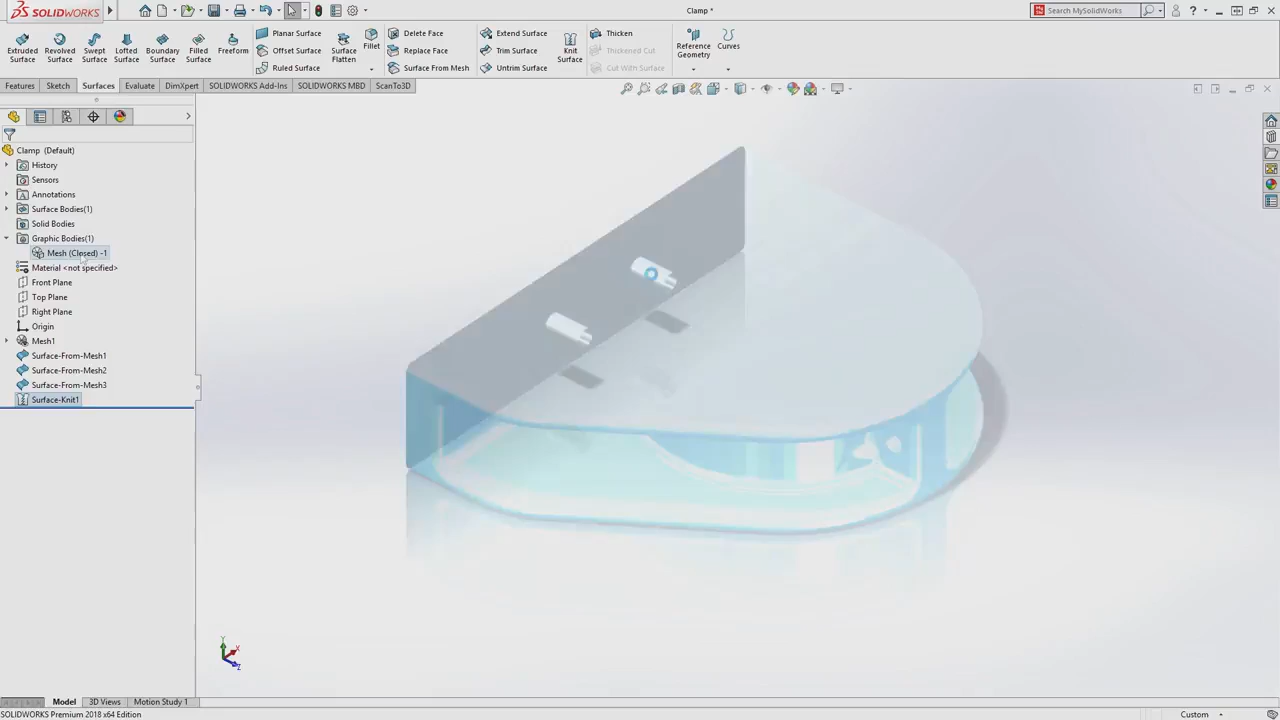 SOLIDWORKS
Clamp *
Search MySolidWorks
Extruded Surface
Revolved Surface
Swept Surface
Lofted Surface
Boundary Surface
Filled Surface
Freeform
Planar Surface
Offset Surface
Ruled Surface
Surface Flatten
Fillet
Delete Face
Replace Face
Surface From Mesh
Extend Surface
Trim Surface
Untrim Surface
Knit Surface
Thicken
Thickened Cut
Cut With Surface
Reference Geometry
Curves
Features
Sketch
Surfaces
Evaluate
DimXpert
SOLIDWORKS Add-Ins
SOLIDWORKS MBD
ScanTo3D
Clamp (Default)
History
Sensors
Annotations
Surface Bodies(1)
Solid Bodies
Graphic Bodies(1)
Mesh (Closed) -1
Material <not specified>
Front Plane
Top Plane
Right Plane
Origin
Mesh1
Surface-From-Mesh1
Surface-From-Mesh2
Surface-From-Mesh3
Surface-Knit1
Y
X
Z
Model
3D Views
Motion Study 1
SOLIDWORKS Premium 2018 x64 Edition
Custom